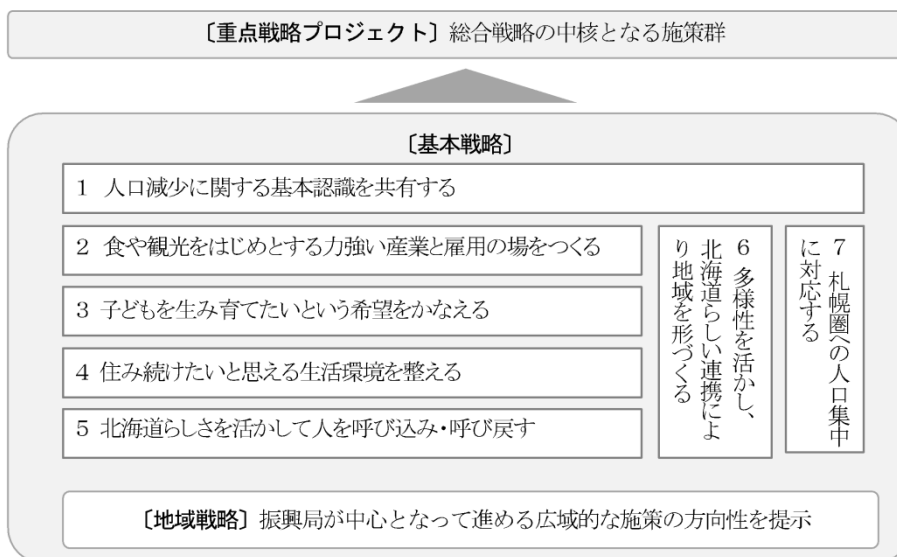 〔重点戦略プロジェクト〕総合戦略の中核となる施策群
〔基本戦略〕
1 人口減少に関する基本認識を共有する
2 食や観光をはじめとする力強い産業と雇用の場をつくる
3 子どもを生み育てたいという希望をかなえる
4 住み続けたいと思える生活環境を整える
5 北海道らしさを活かして人を呼び込み・呼び戻す
6 多様性を活かし、
北海道らしい連携によ
り地域を形づくる
7 札幌圏への人口集中
に対応する
〔地域戦略〕振興局が中心となって進める広域的な施策の方向性を提示